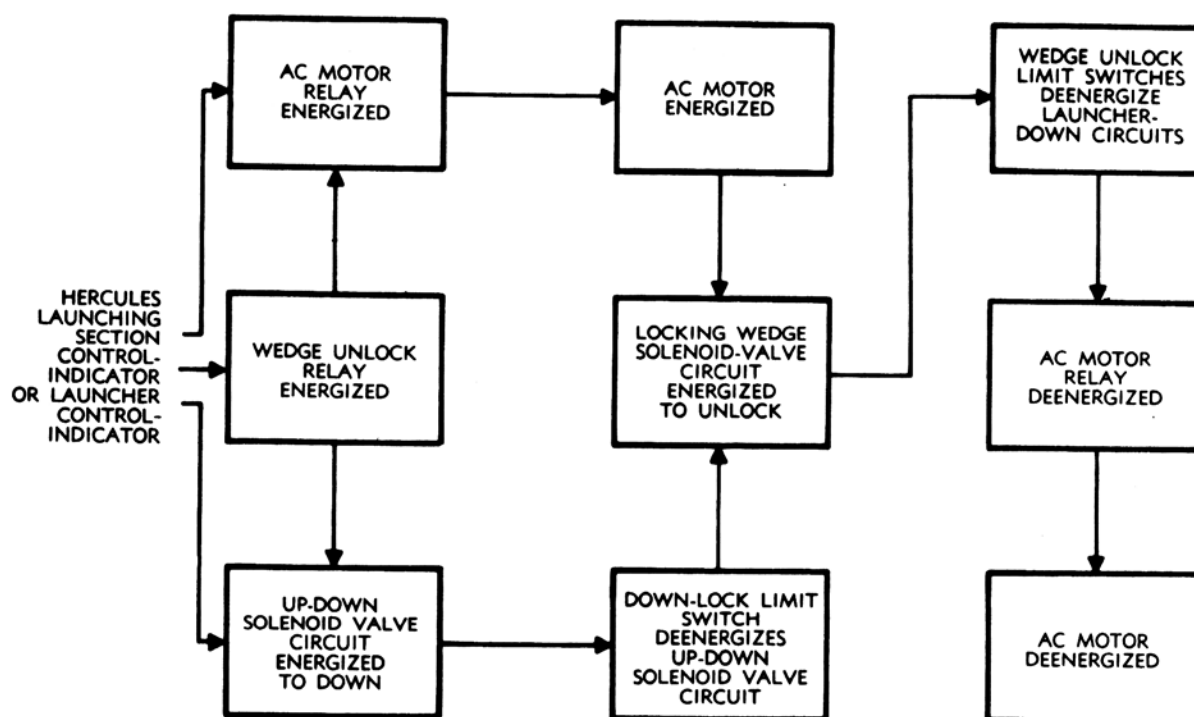 AC MOTOR
RELAY
ENERGIZED
AC MOTOR
ENERGIZED
WEDGE UNLOCK
LIMIT SWITCHES
DEENERGIZE
LAUNCHER-
DOWN CIRCUITS
HERCULES
LAUNCHING
SECTION
CONTROL-
INDICATOR
OR LAUNCHER
CONTROL-
INDICATOR
WEDGE UNLOCK
RELAY
ENERGIZED
LOCKING WEDGE
SOLENOID-VALVE
CIRCUIT
ENERGIZED
TO UNLOCK
AC MOTOR
RELAY
DEENERGIZED
UP-DOWN
SOLENOID VALVE
CIRCUIT
ENERGIZED
TO DOWN
DOWN-LOCK LIMIT
SWITCH
DEENERGIZES
UP-DOWN
SOLENOID VALVE
CIRCUIT
AC MOTOR
DEENERGIZED